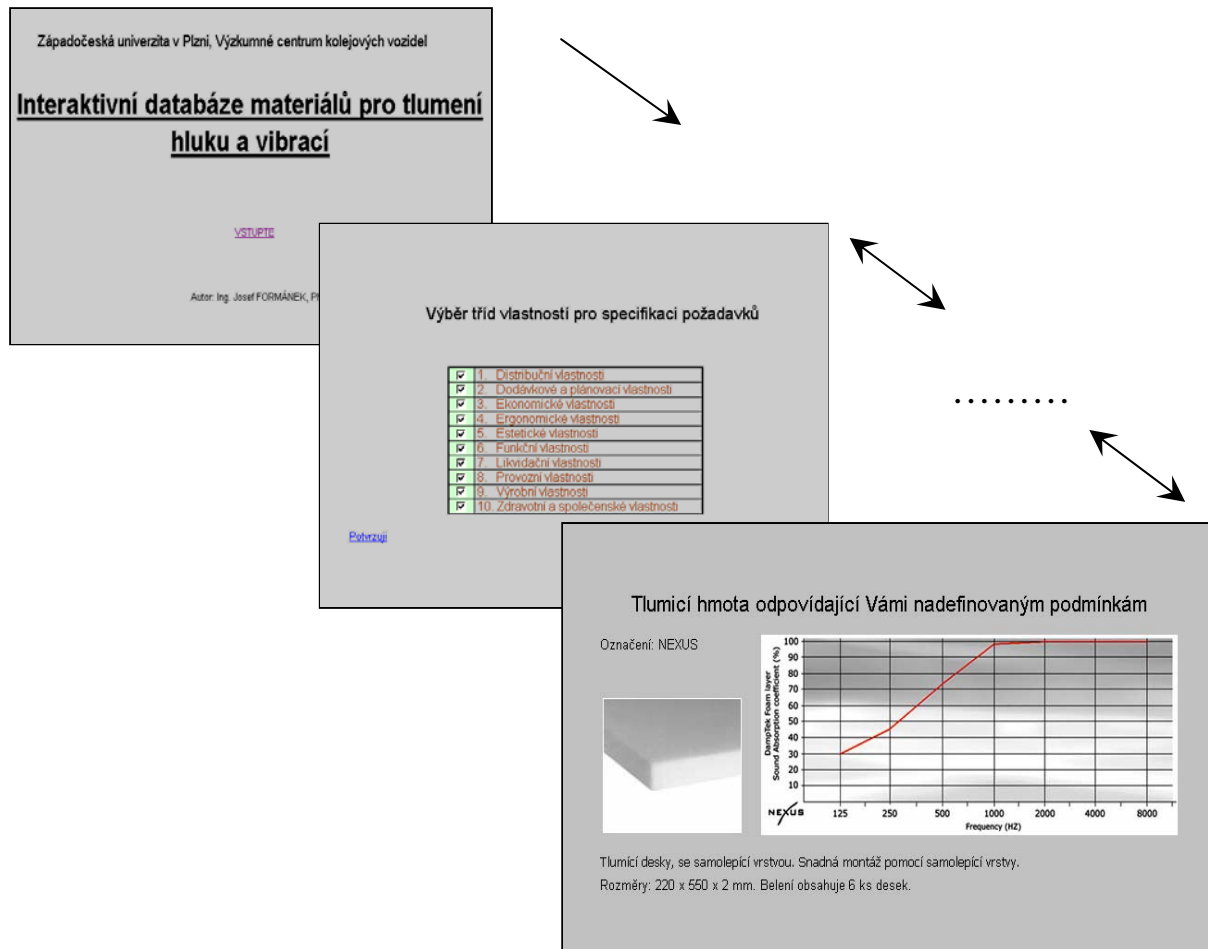 Západočeská univerzita v Plzni, Výzkumné centrum kolejových vozidel
Interaktivní databáze materiálů pro tlumení
hluku a vibrací
VSTUPTE
Autor: Ing. Josef FORMÁNEK,
Výběr tříd vlastností pro specifikaci požadavků
1. Distribuční vlastnosti
2. Dodávkové a plánovací vlastnosti
3. Ekonomické vlastnosti
4. Ergonomické vlastnosti
5. Estetické vlastnosti
6. Funkční vlastnosti
7. Likvidační vlastnosti
8. Provozní vlastnosti
9. Výrobní vlastnosti
10. Zdravotní a společenské vlastnosti
Potvrzuji
.........
Tlumicí hmota odpovídající Vámi nadefinovaným podmínkám
Označení: NEXUS
DampTek Foam layer
Sound Absorption coefficient (%)
100
90
80
70
60
50
40
30
20
10
NEXUS
125 250 500 1000 2000 4000 8000
Frequency (HZ)
Tlumící desky, se samolepící vrstvou. Snadná montáž pomocí samolepící vrstvy.
Rozměry: 220 x 550 x 2 mm. Belení obsahuje 6 ks desek.